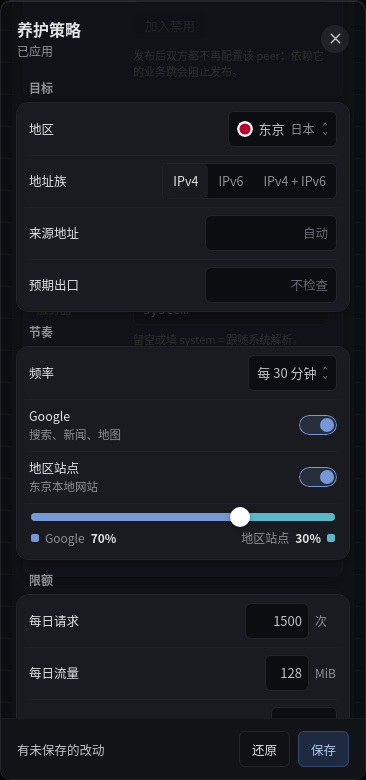 养护策略
已应用
加入禁用
发布后双方都不再配置该 peer；依赖它
的业务跳会阻止发布。
目标
地区
东京 日本
地址族
IPv4 IPv6 IPv4 + IPv6
来源地址
自动
预期出口
不检查
system
留空或填 system = 跟随系统解析。
节奏
频率
每 30 分钟
Google
搜索、新闻、地图
地区站点
东京本地网站
Google 70%
地区站点 30%
限额
每日请求
1500 次
每日流量
128 MiB
有未保存的改动
还原
保存